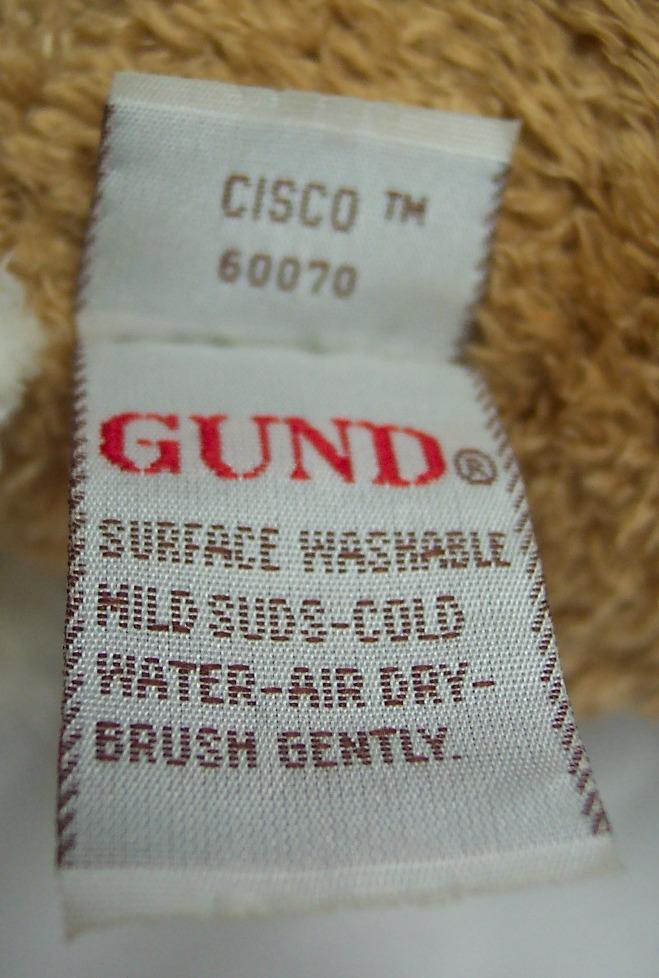 CISCO ™
60070
GUND®
SURFACE WASHABLE
MILD SUDS-COLD
WATER-AIR DRY-
BRUSH GENTLY.